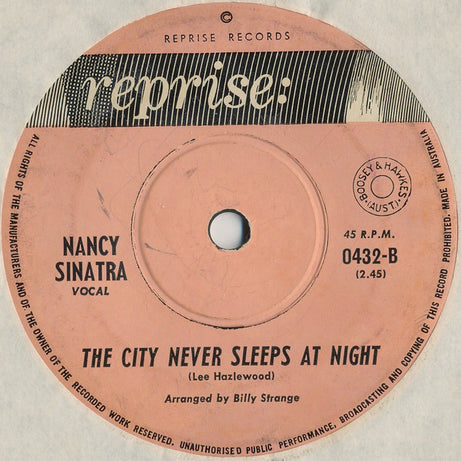 ©
REPRISE RECORDS
reprise:
BOOSEY & HAWKES
(AUST)
45 R.P.M.
0432-B
(2.45)
NANCY
SINATRA
VOCAL
THE CITY NEVER SLEEPS AT NIGHT
(Lee Hazlewood)
Arranged by Billy Strange
ALL RIGHTS OF THE MANUFACTURERS AND OF THE OWNER OF THE RECORDED WORK RESERVED. UNAUTHORISED PUBLIC PERFORMANCE, BROADCASTING AND COPYING OF THIS RECORD PROHIBITED. MADE IN AUSTRALIA